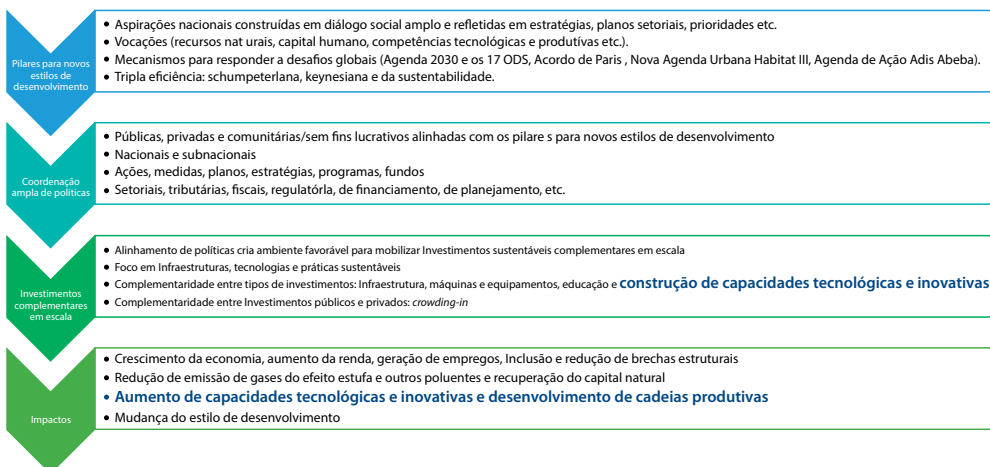 Pilares para novos
estilos de
desenvolvimento
• Aspirações nacionais construídas em diálogo social amplo e refletidas em estratégias, planos setoriais, prioridades etc.
• Vocações (recursos nat urais, capital humano, competências tecnológicas e produtívas etc.).
• Mecanismos para responder a desafios globais (Agenda 2030 e os 17 ODS, Acordo de Paris , Nova Agenda Urbana Habitat III, Agenda de Ação Adis Abeba).
• Tripla eficiência: schumpeterlana, keynesiana e da sustentabilidade.
Coordenação
ampla de políticas
• Públicas, privadas e comunitárias/sem fins lucrativos alinhadas com os pilare s para novos estilos de desenvolvimento
• Nacionais e subnacionais
• Ações, medidas, planos, estratégias, programas, fundos
• Setoriais, tributárias, fiscais, regulatórla, de financiamento, de planejamento, etc.
Investimentos
complementares
em escala
• Alinhamento de políticas cria ambiente favorável para mobilizar Investimentos sustentáveis complementares em escala
• Foco em Infraestruturas, tecnologias e práticas sustentáveis
• Complementaridade entre tipos de investimentos: Infraestrutura, máquinas e equipamentos, educação e construção de capacidades tecnológicas e inovativas
• Complementaridade entre Investimentos públicos e privados: crowding-in
Impactos
• Crescimento da economia, aumento da renda, geração de empregos, Inclusão e redução de brechas estruturais
• Redução de emissão de gases do efeito estufa e outros poluentes e recuperação do capital natural
• Aumento de capacidades tecnológicas e inovativas e desenvolvimento de cadeias produtivas
• Mudança do estilo de desenvolvimento